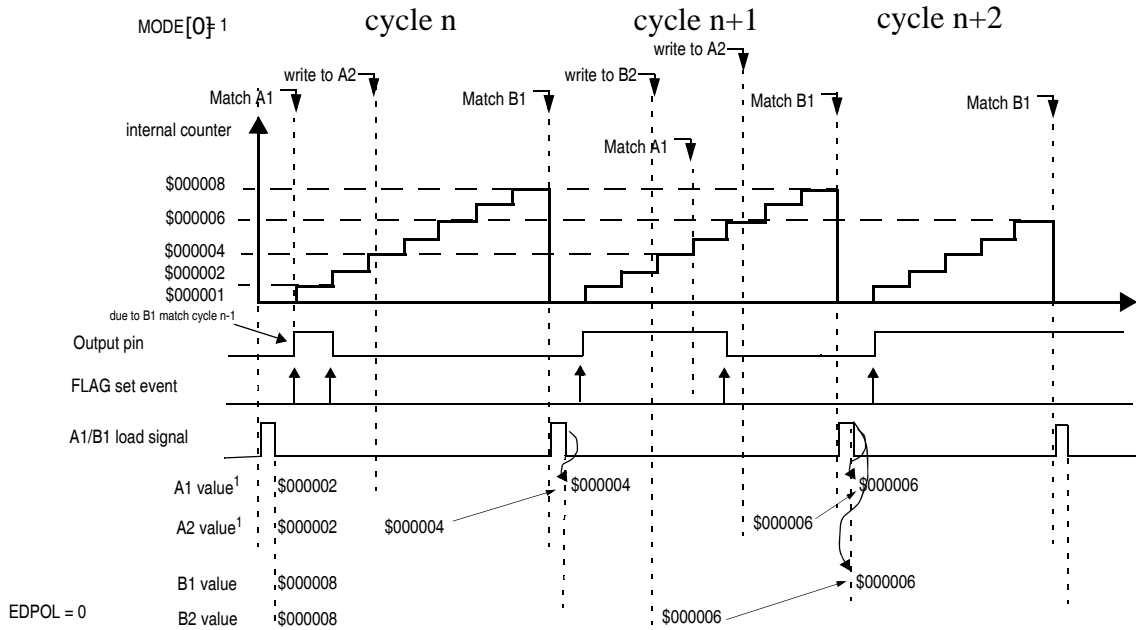 MODE[0]= 1
cycle n
cycle n+1
cycle n+2
write to A2
write to A2
write to B2
Match A1
Match B1
Match B1
Match B1
internal counter
Match A1
$000008
$000006
$000004
$000002
$000001
due to B1 match cycle n-1
Output pin
FLAG set event
A1/B1 load signal
A1 value1 $000002 $000004 $000006
A2 value1 $000002 $000004 $000006
B1 value $000008 $000006
EDPOL = 0
B2 value $000008 $000006